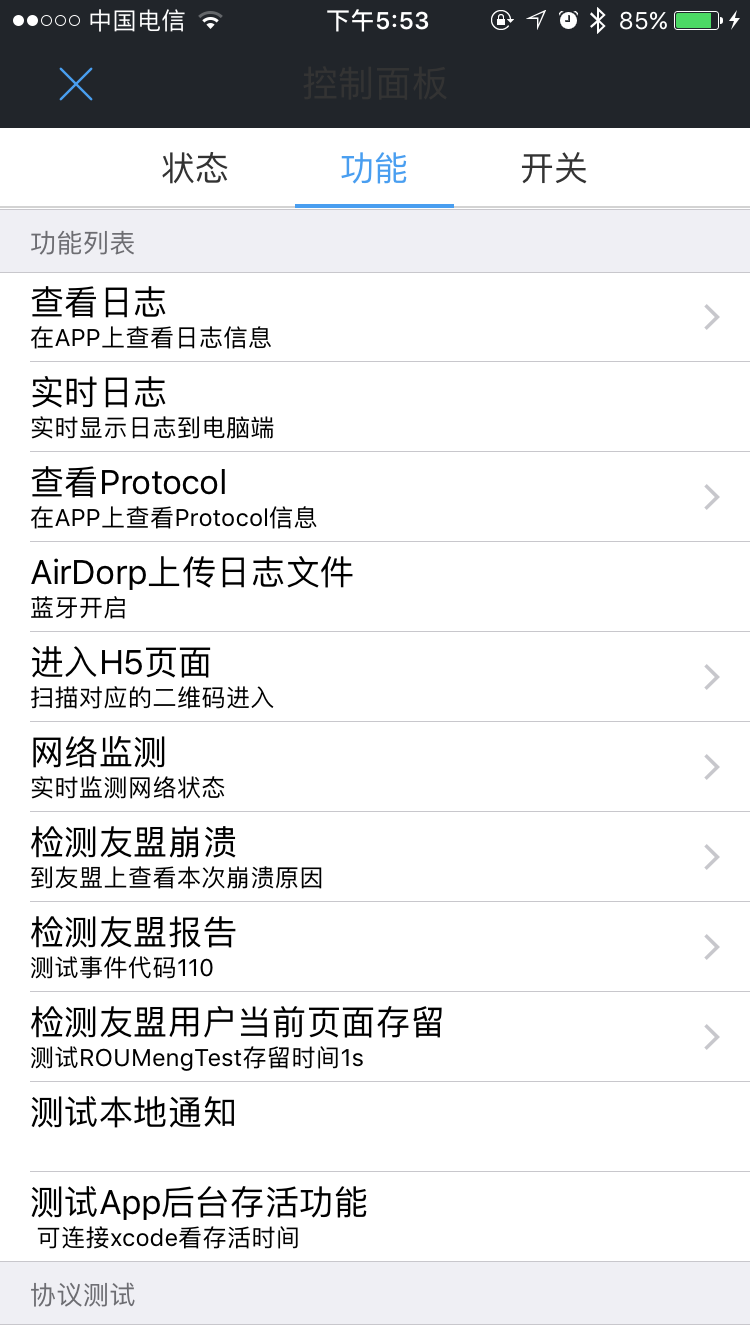 中国电信 下午5:53 85%
控制面板
状态 功能 开关
功能列表
查看日志
在APP上查看日志信息
实时日志
实时显示日志到电脑端
查看Protocol
在APP上查看Protocol信息
AirDorp上传日志文件
蓝牙开启
进入H5页面
扫描对应的二维码进入
网络监测
实时监测网络状态
检测友盟崩溃
到友盟上查看本次崩溃原因
检测友盟报告
测试事件代码110
检测友盟用户当前页面存留
测试ROUMengTest存留时间1s
测试本地通知
测试App后台存活功能
可连接xcode看存活时间
协议测试